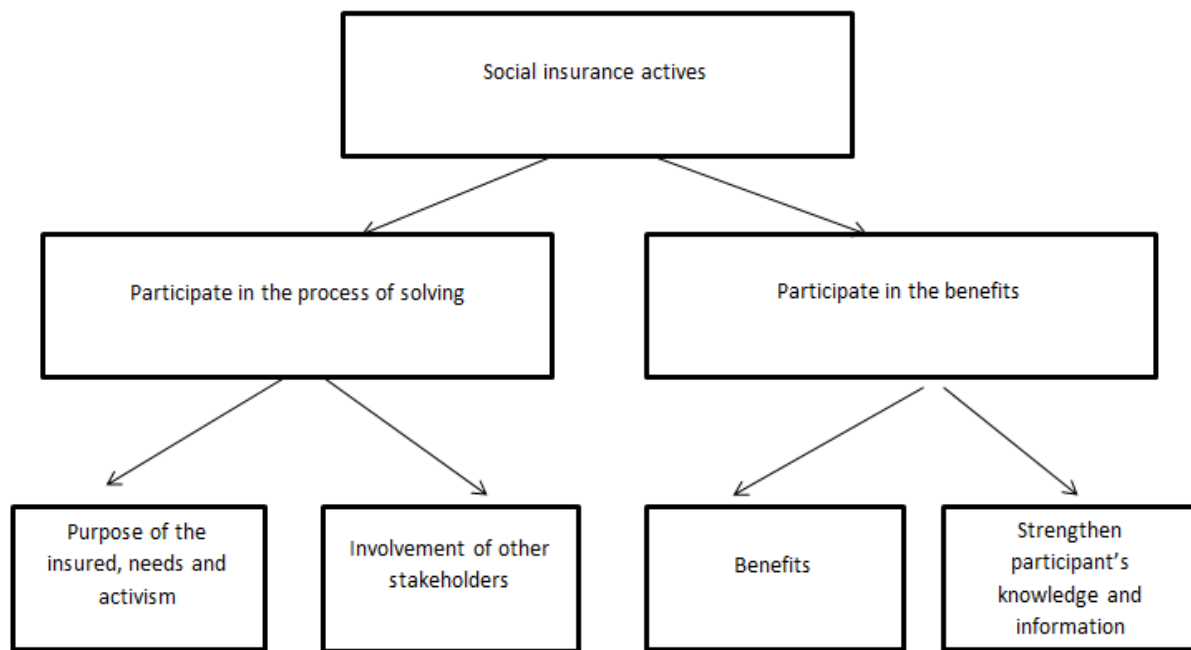 Social insurance actives
Participate in the process of solving
Participate in the benefits
Purpose of the
insured, needs and
activism
Involvement of other
stakeholders
Benefits
Strengthen
participant’s
knowledge and
information